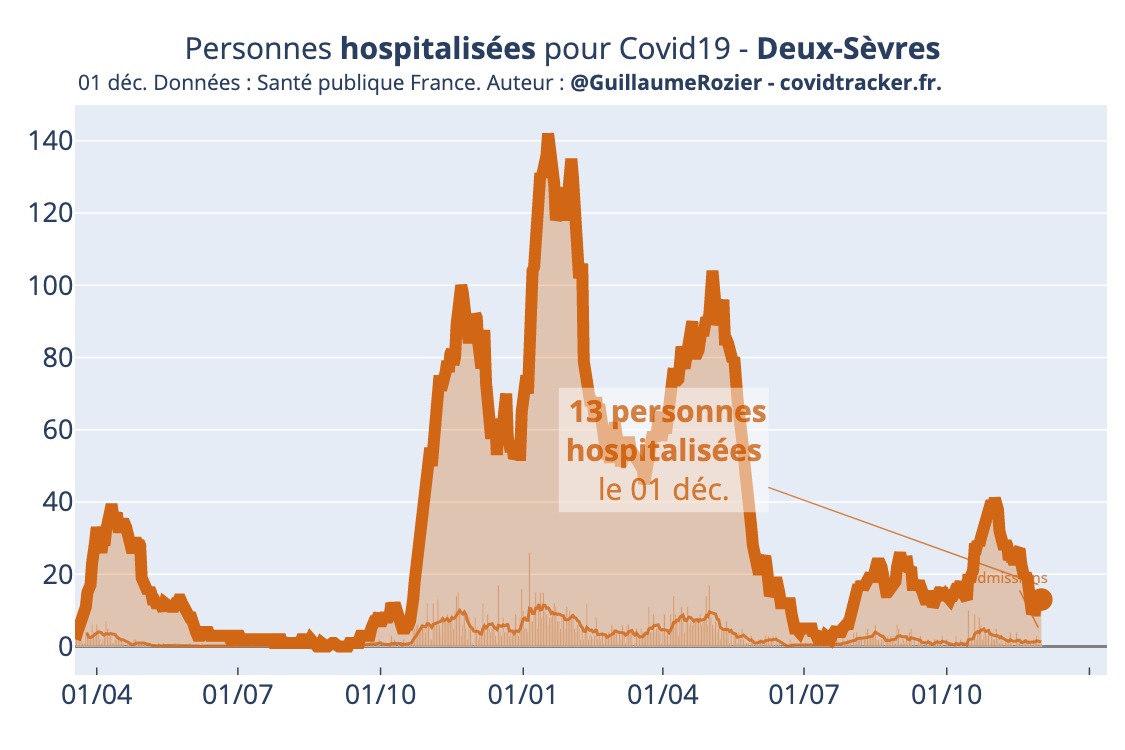 Personnes hospitalisées pour Covid19 - Deux-Sèvres
01 déc. Données : Santé publique France. Auteur : @GuillaumeRozier - covidtracker.fr.
140
120
100
80
60
40
20
0
13 personnes
hospitalisées
le 01 déc.
admissions
01/04
01/07
01/10
01/01
01/04
01/07
01/10